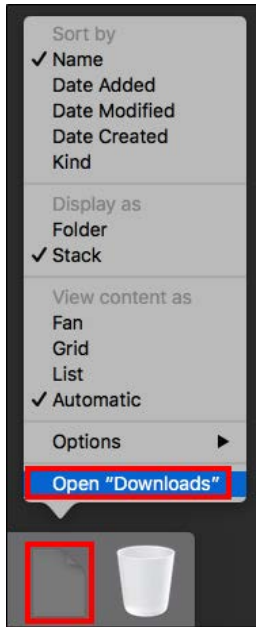 Sort by
✓ Name
Date Added
Date Modified
Date Created
Kind
Display as
Folder
✓ Stack
View content as
Fan
Grid
List
✓ Automatic
Options ▶
Open “Downloads”